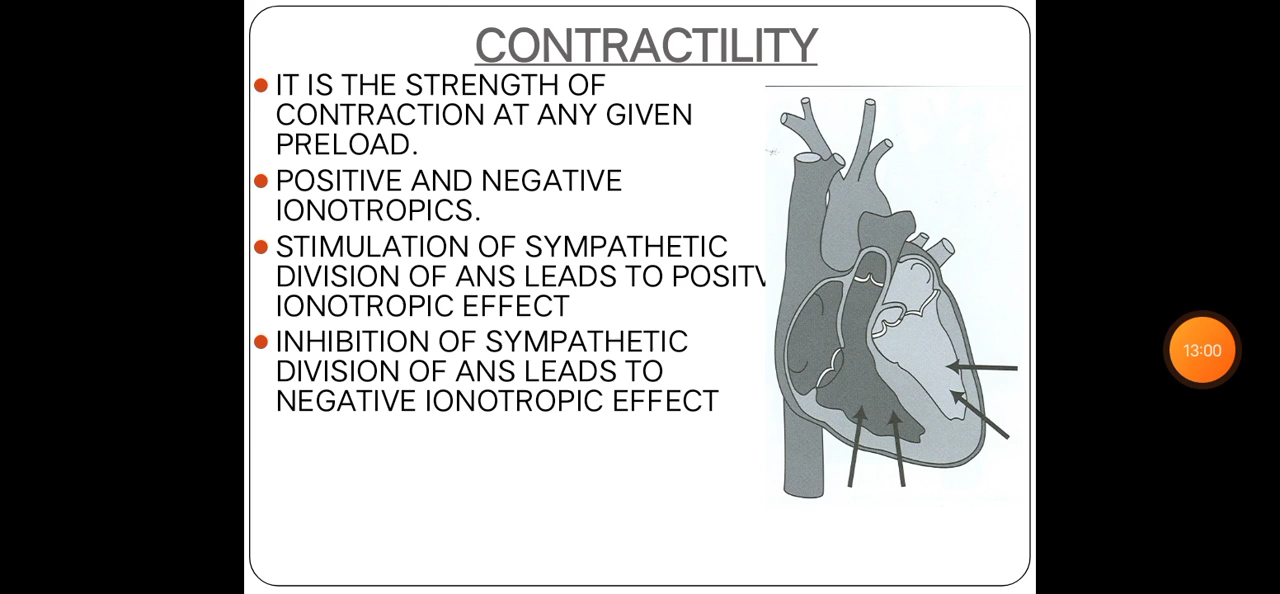 CONTRACTILITY
IT IS THE STRENGTH OF
CONTRACTION AT ANY GIVEN
PRELOAD.
POSITIVE AND NEGATIVE
IONOTROPICS.
STIMULATION OF SYMPATHETIC
DIVISION OF ANS LEADS TO
IONOTROPIC EFFECT
INHIBITION OF SYMPATHETIC
DIVISION OF ANS LEADS TO
NEGATIVE IONOTROPIC EFFECT
13:00